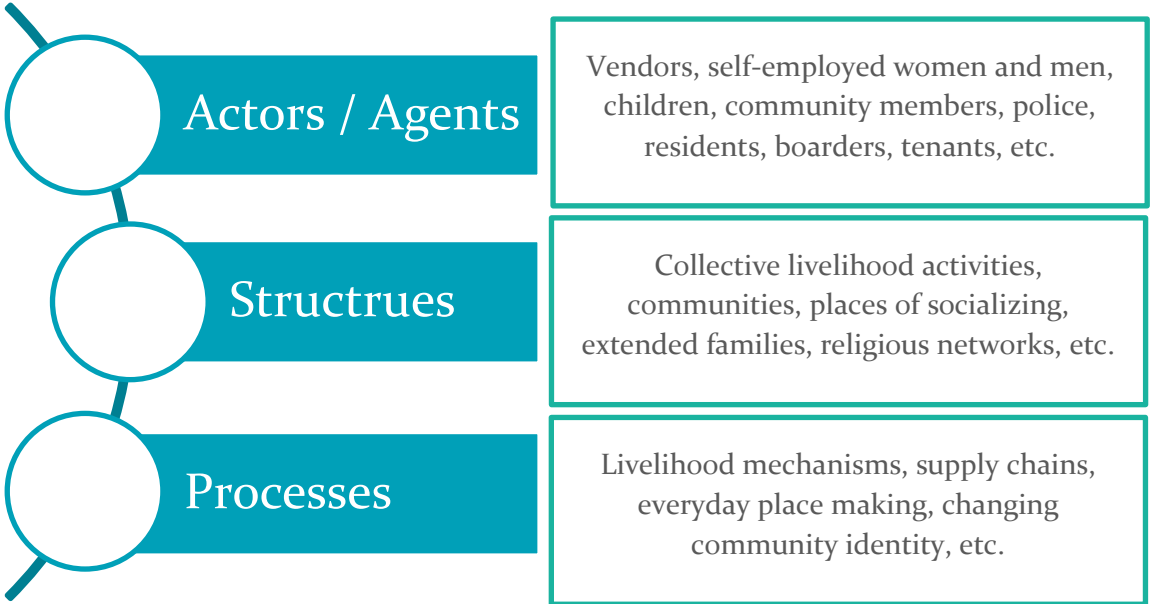 Actors / Agents
Vendors, self-employed women and men,
children, community members, police,
residents, boarders, tenants, etc.
Structrues
Collective livelihood activities,
communities, places of socializing,
extended families, religious networks, etc.
Processes
Livelihood mechanisms, supply chains,
everyday place making, changing
community identity, etc.